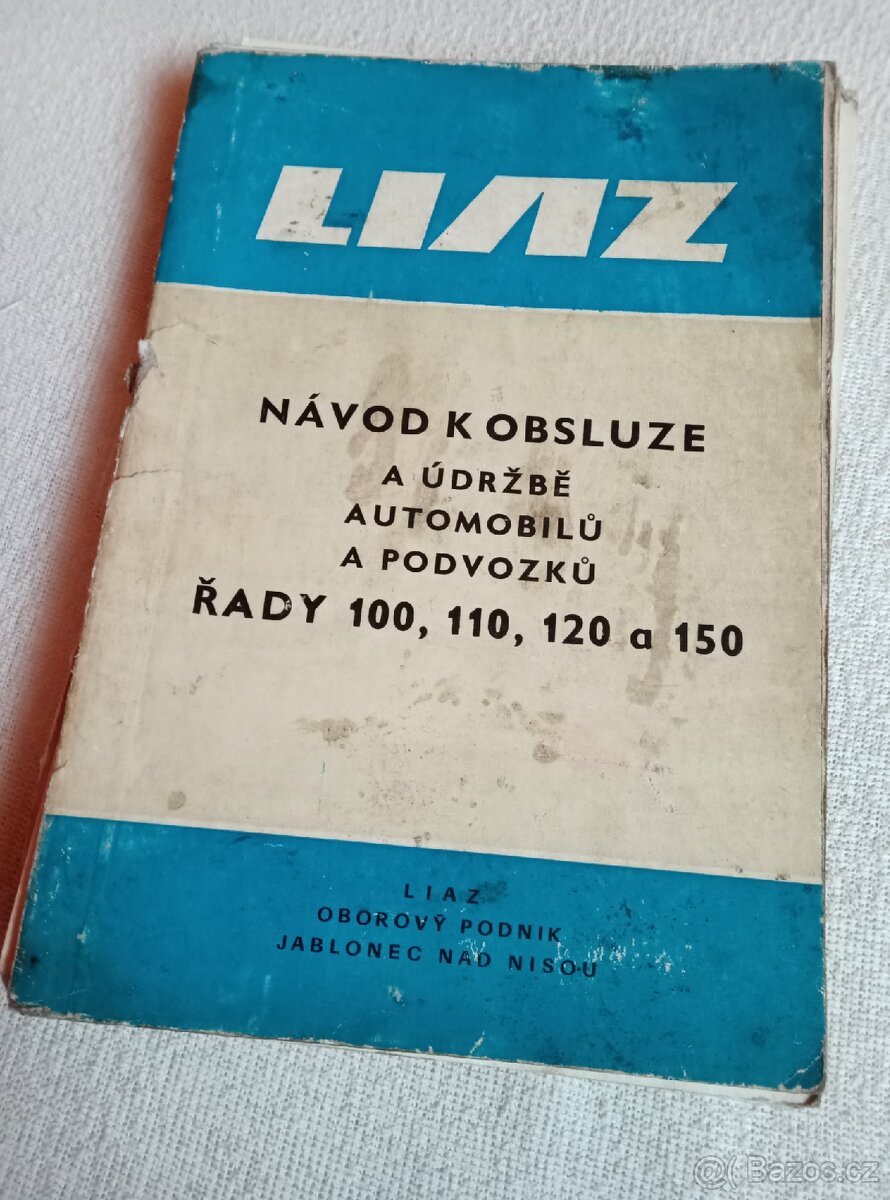 LIAZ
NÁVOD K OBSLUZE
A ÚDRŽBĚ
AUTOMOBILŮ
A PODVOZKŮ
ŘADY 100, 110, 120 a 150
LIAZ
OBOROVÝ PODNIK
JABLONEC NAD NISOU
@ Bazos.cz